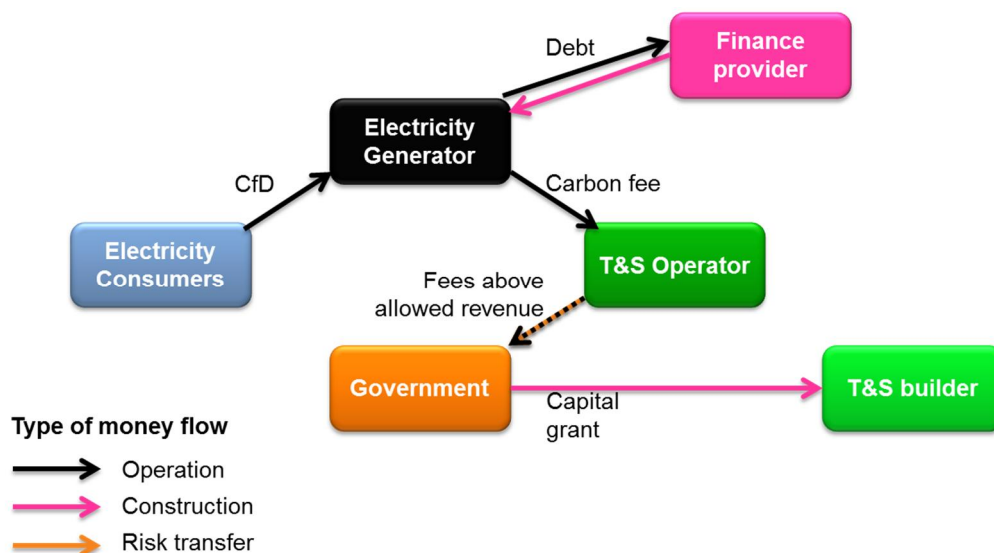 Debt
Finance
provider
Electricity
Generator
CfD
Carbon fee
Electricity
Consumers
T&S Operator
Fees above
allowed revenue
Government
T&S builder
Capital
grant
Type of money flow
Operation
Construction
Risk transfer